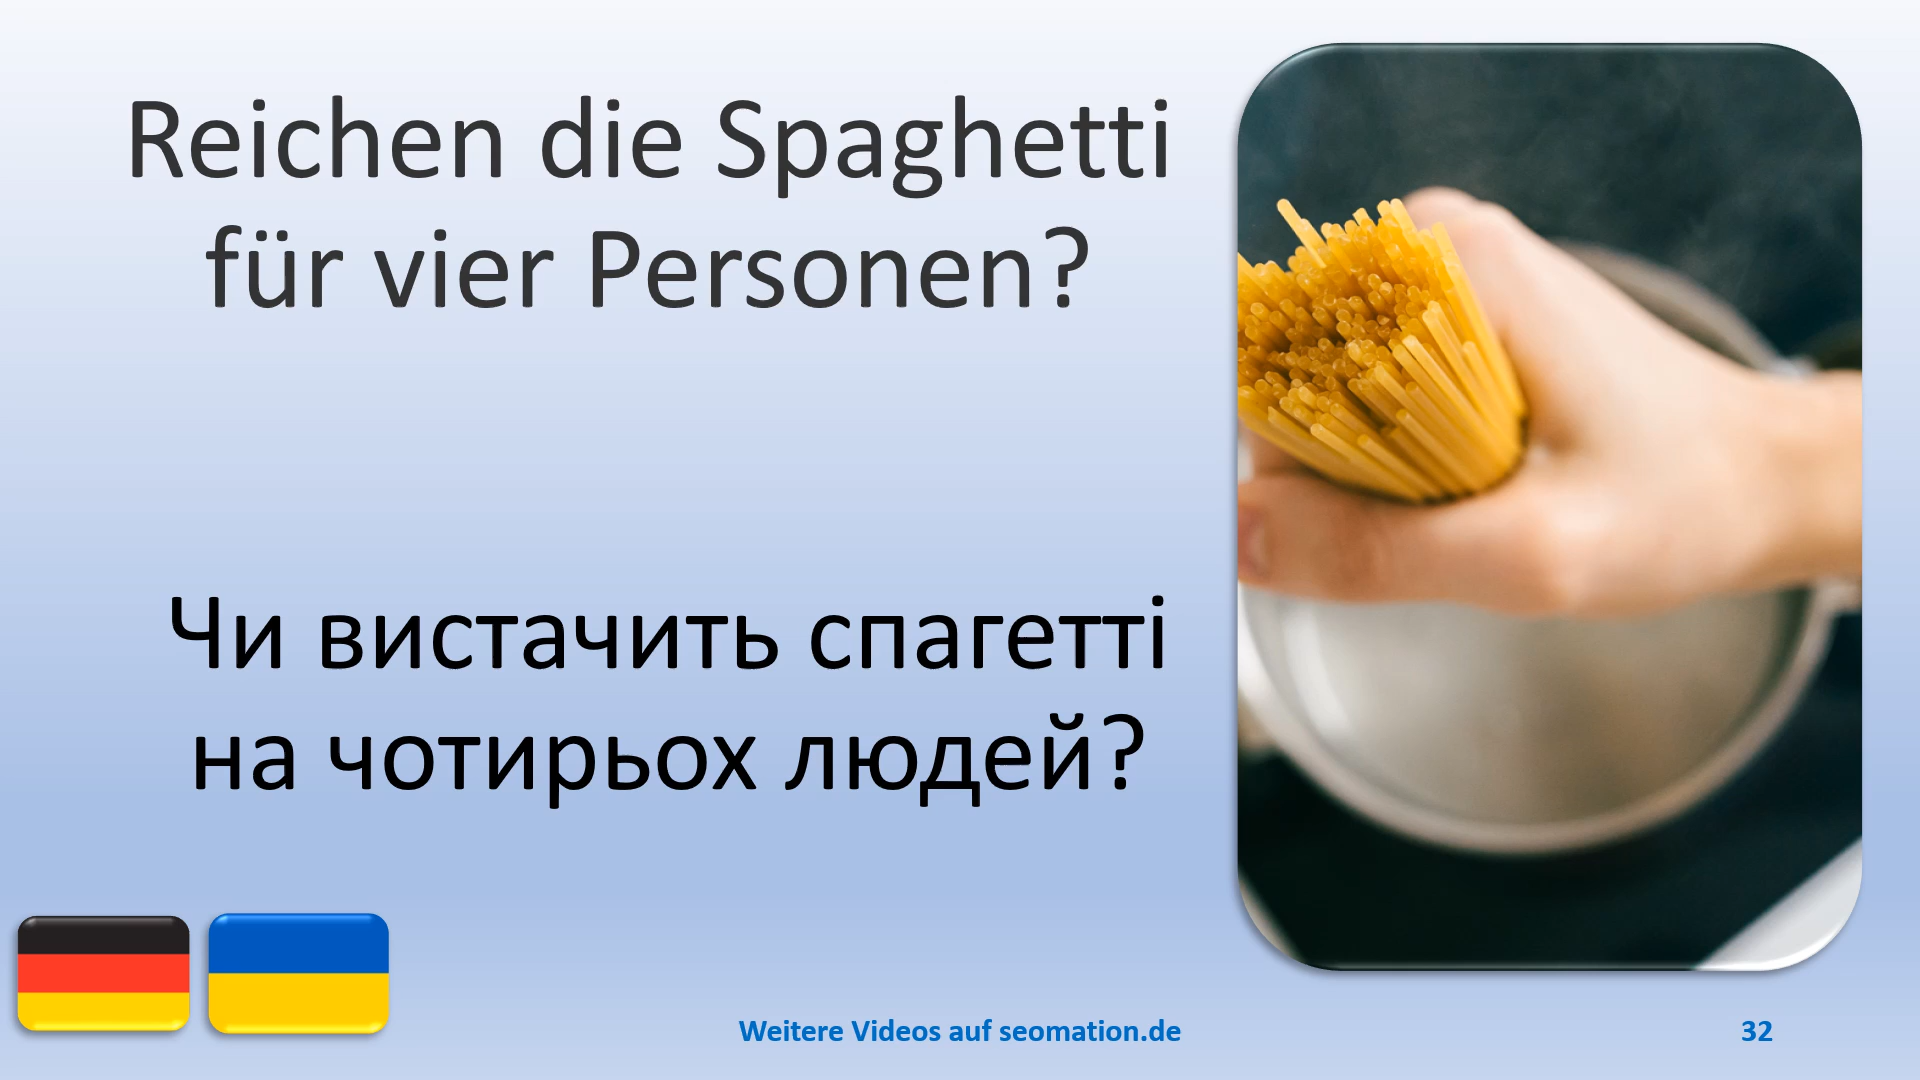 Reichen die Spaghetti
für vier Personen?
Чи вистачить спагетті
на чотирьох людей?
Weitere Videos auf seomation.de
32